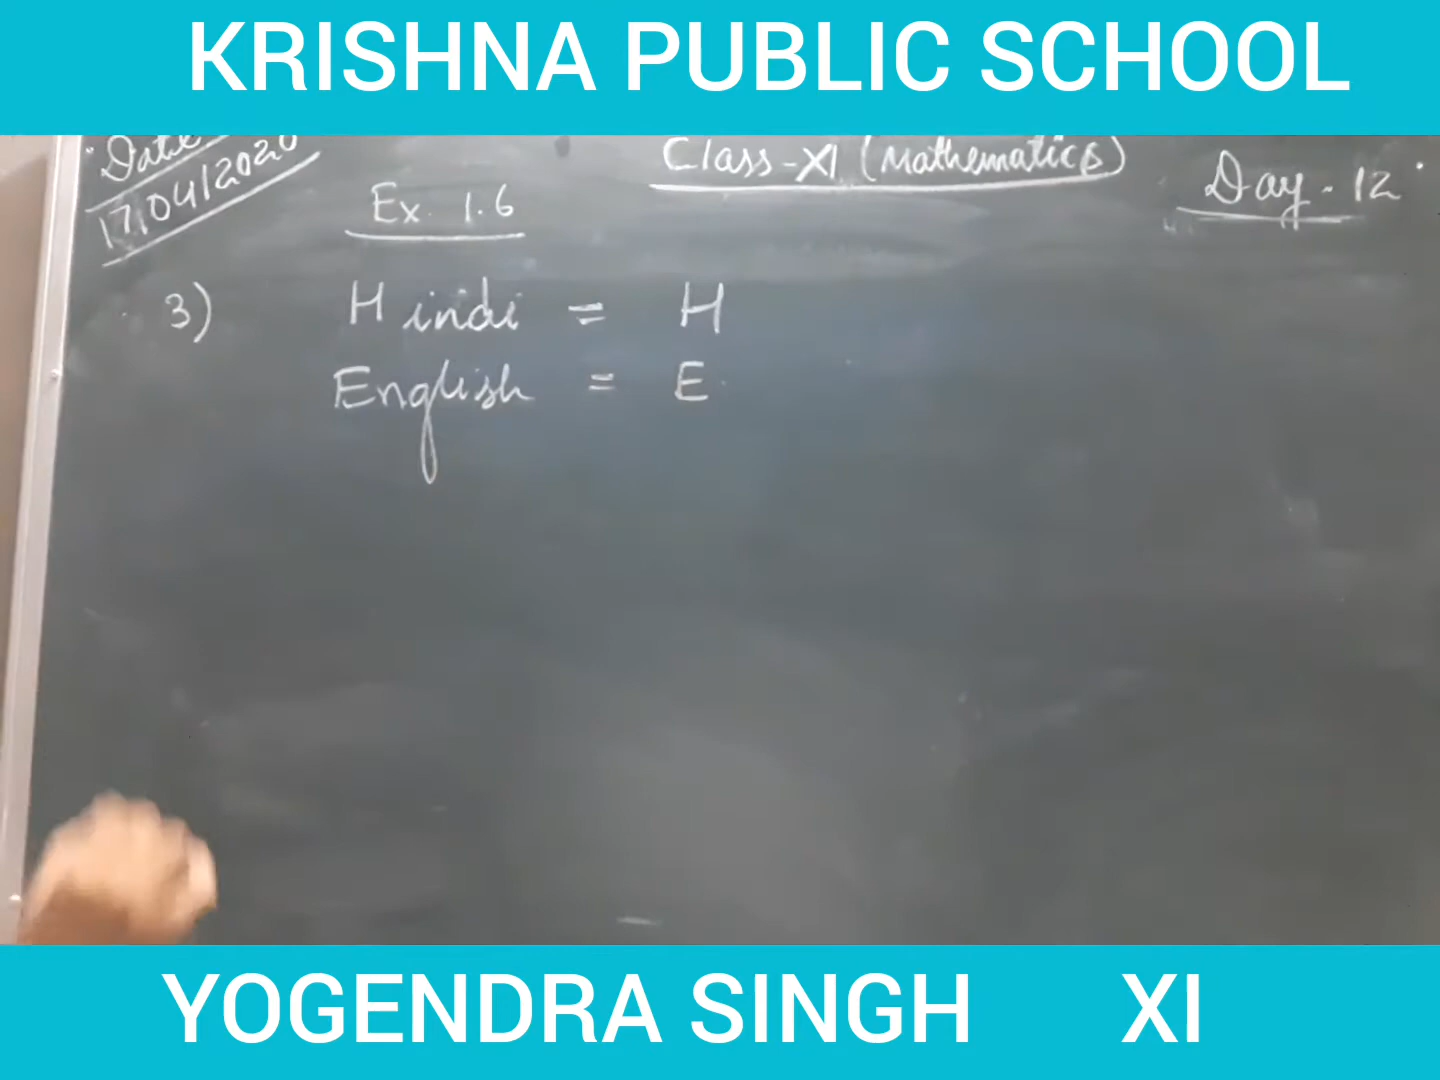 KRISHNA PUBLIC SCHOOL
Date
17/04/2020
Class-XI (Mathematics)
Day-12
Ex. 1.6
3) Hindi = H
English = E
YOGENDRA SINGH XI